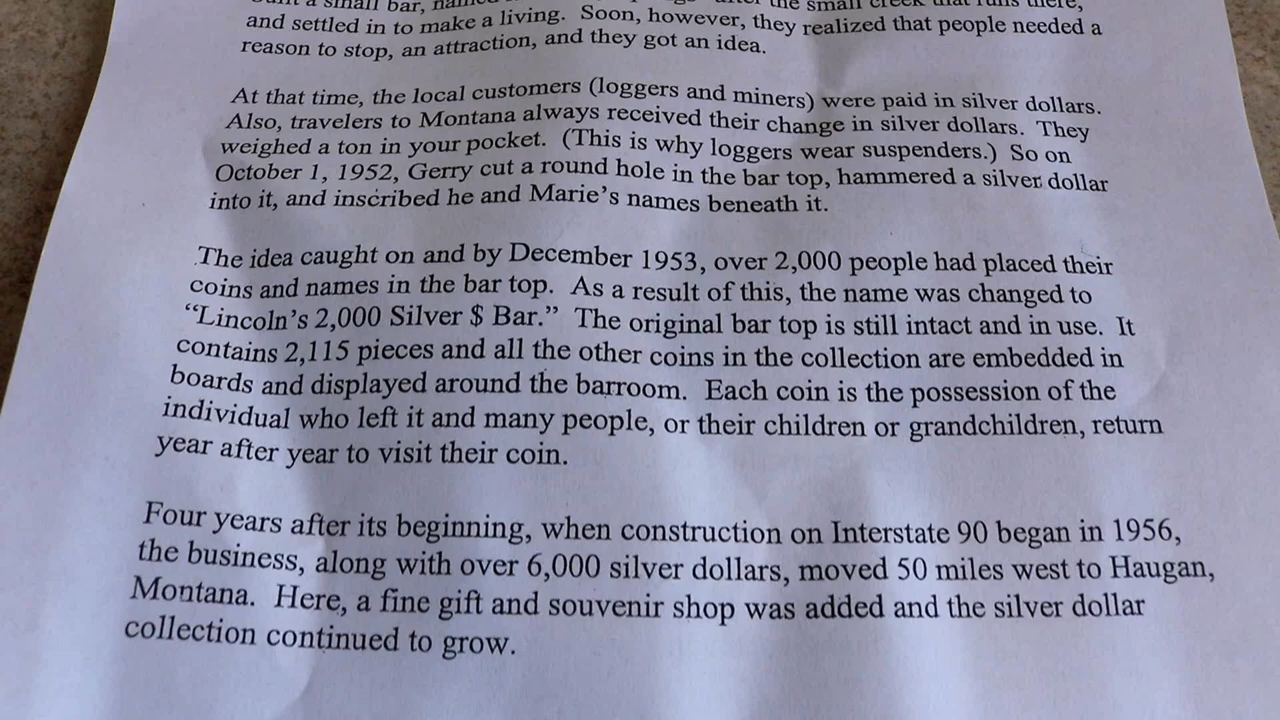 a small bar, the small creek that runs there,
and settled in to make a living. Soon, however, they realized that people needed a
reason to stop, an attraction, and they got an idea.
At that time, the local customers (loggers and miners) were paid in silver dollars.
Also, travelers to Montana always received their change in silver dollars. They
weighed a ton in your pocket. (This is why loggers wear suspenders.) So on
October 1, 1952, Gerry cut a round hole in the bar top, hammered a silver dollar
into it, and inscribed he and Marie's names beneath it.
The idea caught on and by December 1953, over 2,000 people had placed their
coins and names in the bar top. As a result of this, the name was changed to
“Lincoln's 2,000 Silver $ Bar.” The original bar top is still intact and in use. It
contains 2,115 pieces and all the other coins in the collection are embedded in
boards and displayed around the barroom. Each coin is the possession of the
individual who left it and many people, or their children or grandchildren, return
year after year to visit their coin.
Four years after its beginning, when construction on Interstate 90 began in 1956,
the business, along with over 6,000 silver dollars, moved 50 miles west to Haugan,
Montana. Here, a fine gift and souvenir shop was added and the silver dollar
collection continued to grow.